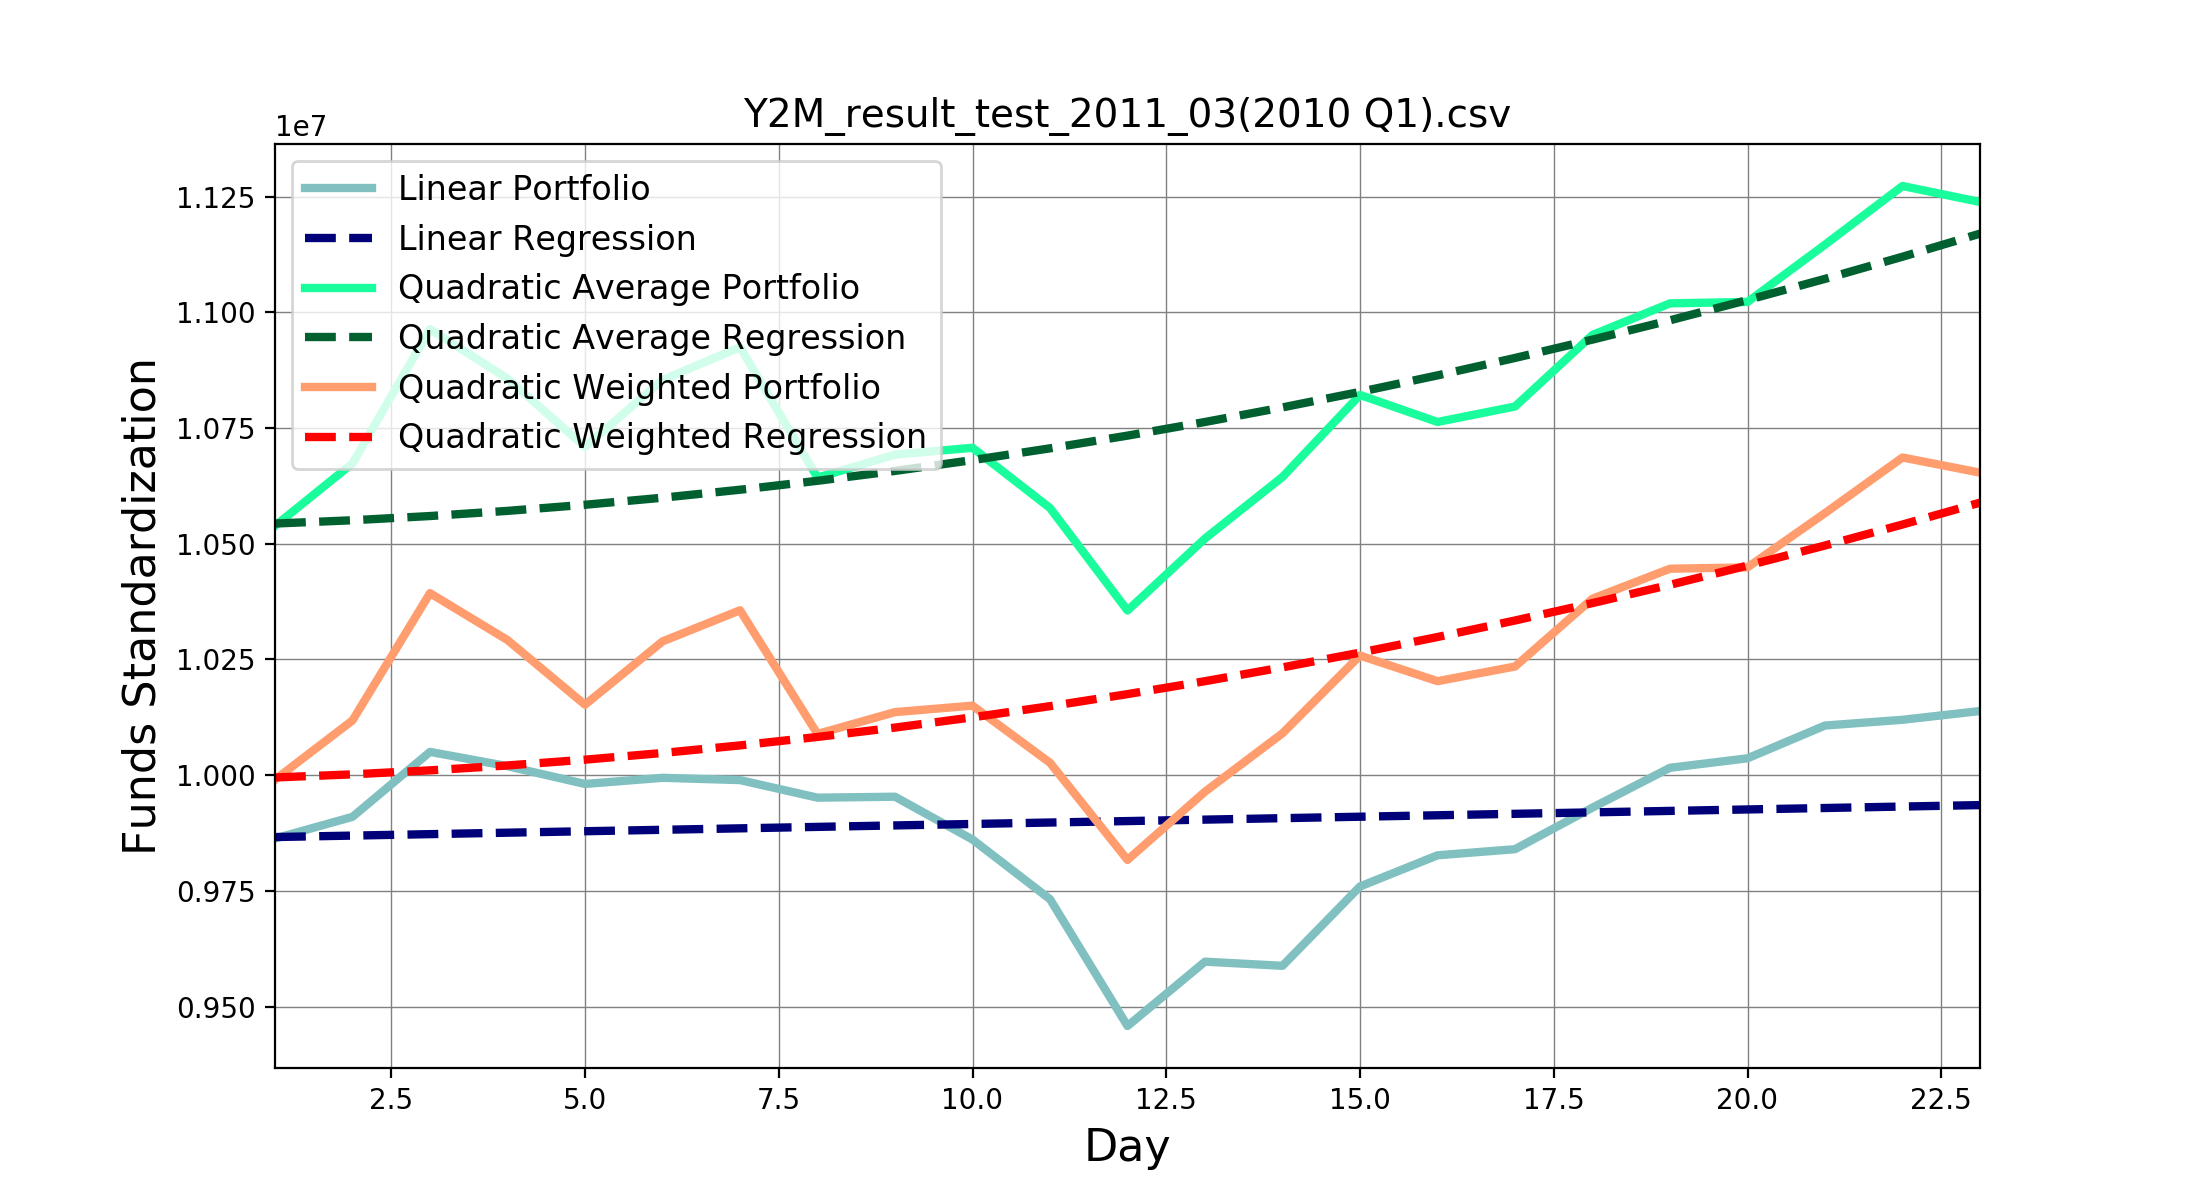 Y2M_result_test_2011_03(2010 Q1).csv
1e7
Linear Portfolio
Linear Regression
Quadratic Average Portfolio
Quadratic Average Regression
Quadratic Weighted Portfolio
Quadratic Weighted Regression
1.125
1.100
1.075
1.050
1.025
1.000
0.975
0.950
Funds Standardization
2.5 5.0 7.5 10.0 12.5 15.0 17.5 20.0 22.5
Day